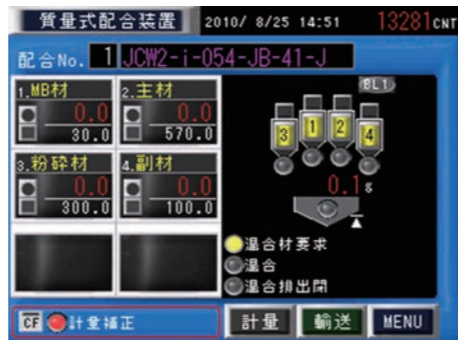 質量式配合装置 2010/ 8/25 14:51 13281CNT
配合No. 1 JCW2-i-054-JB-41-J
1.MB材 2.主材
0.0 0.0
30.0 570.0
3.粉砕材 4.副材
0.0 0.0
300.0 100.0
BL1
3 1 2 4
0.1g
混合材要求
混合
混合排出閉
CF 計量補正 計量 輸送 MENU